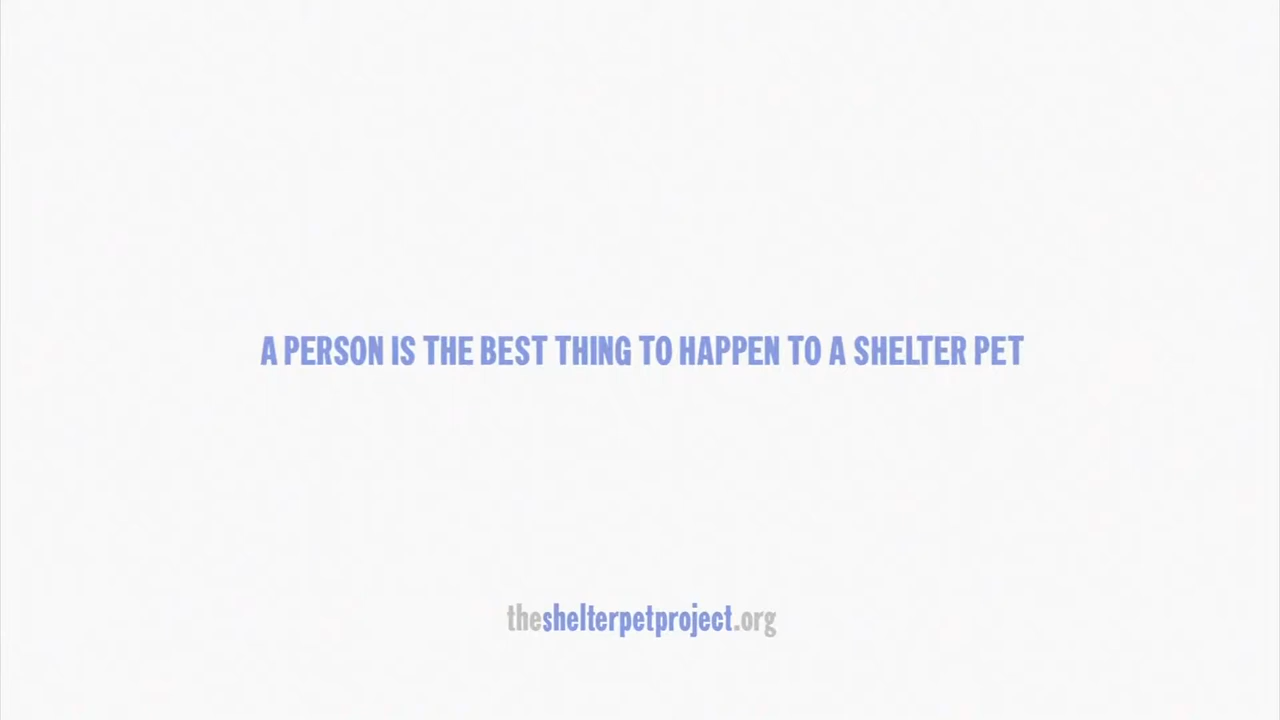 A PERSON IS THE BEST THING TO HAPPEN TO A SHELTER PET
theshelterpetproject.org